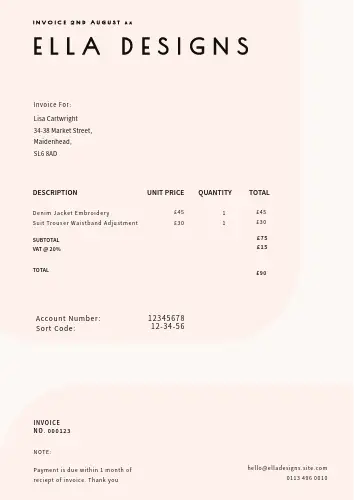 INVOICE 2ND AUGUST
ELLA DESIGNS
Invoice For:
Lisa Cartwright
34-38 Market Street,
Maidenhead,
SL6 8AD
DESCRIPTION UNIT PRICE QUANTITY TOTAL
Denim Jacket Embroidery £45 1 £45
Suit Trouser Waistband Adjustment £30 1 £30
SUBTOTAL £75
VAT @ 20% £15
TOTAL £90
Account Number: 12345678
Sort Code: 12-34-56
INVOICE
NO. 000123
NOTE:
Payment is due within 1 month of
reciept of invoice. Thank you
hello@elladesigns.site.com
0113 496 0010